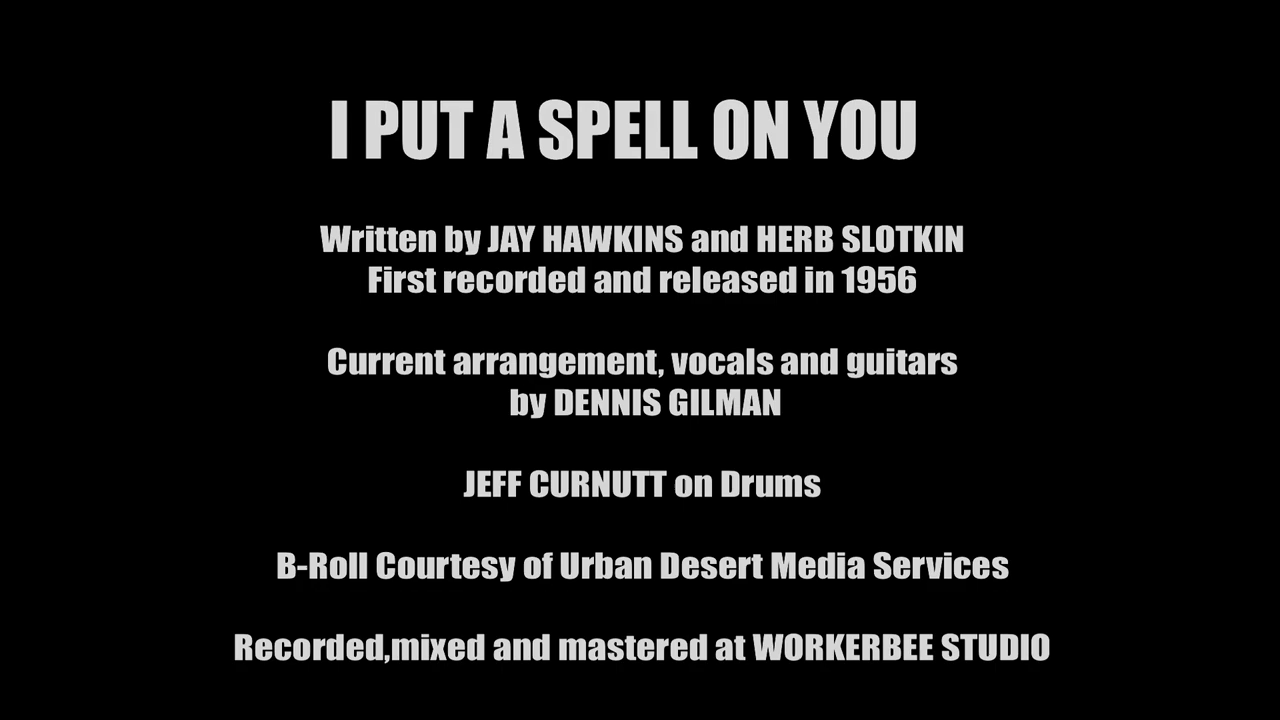 I PUT A SPELL ON YOU
Written by JAY HAWKINS and HERB SLOTKIN
First recorded and released in 1956
Current arrangement, vocals and guitars
by DENNIS GILMAN
JEFF CURNUTT on Drums
B-Roll Courtesy of Urban Desert Media Services
Recorded,mixed and mastered at WORKERBEE STUDIO